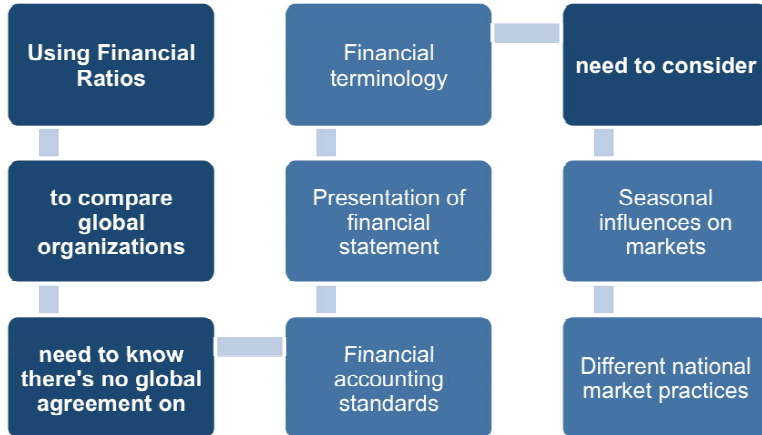 Using Financial
Ratios
to compare
global
organizations
need to know
there's no global
agreement on
Financial
accounting
standards
Presentation of
financial
statement
Financial
terminology
need to consider
Seasonal
influences on
markets
Different national
market practices